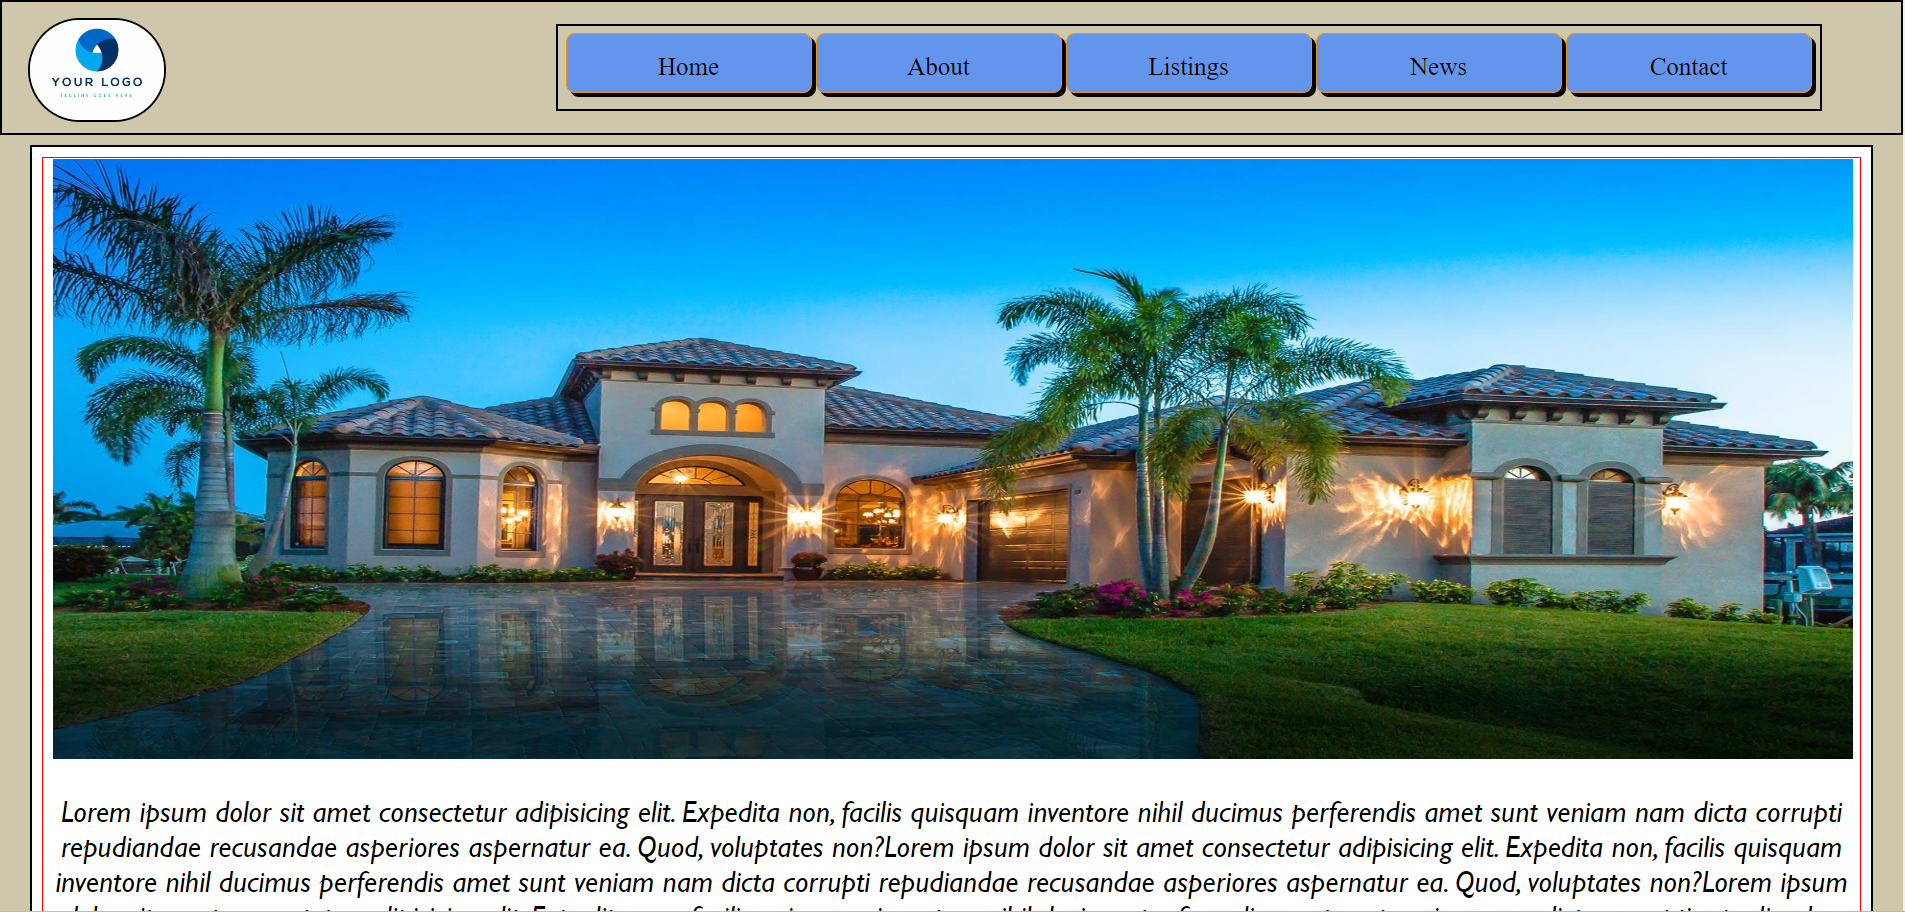 YOUR LOGO
TAGLINE GOES HERE
Home
About
Listings
News
Contact
Lorem ipsum dolor sit amet consectetur adipisicing elit. Expedita non, facilis quisquam inventore nihil ducimus perferendis amet sunt veniam nam dicta corrupti
repudiandae recusandae asperiores aspernatur ea. Quod, voluptates non?Lorem ipsum dolor sit amet consectetur adipisicing elit. Expedita non, facilis quisquam
inventore nihil ducimus perferendis amet sunt veniam nam dicta corrupti repudiandae recusandae asperiores aspernatur ea. Quod, voluptates non?Lorem ipsum